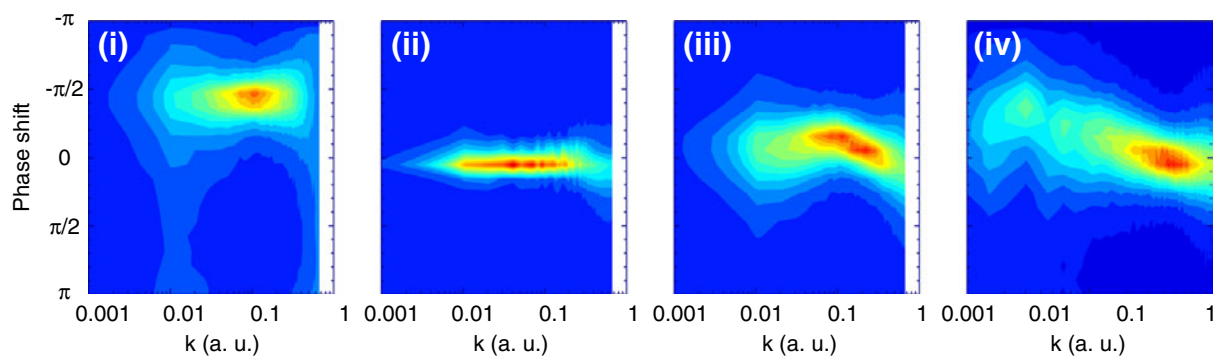 (i) (ii) (iii) (iv)
Phase shift
-π
-π/2
0
π/2
π
0.001 0.01 0.1 1 0.001 0.01 0.1 1 0.001 0.01 0.1 1 0.001 0.01 0.1 1
k (a. u.) k (a. u.) k (a. u.) k (a. u.)